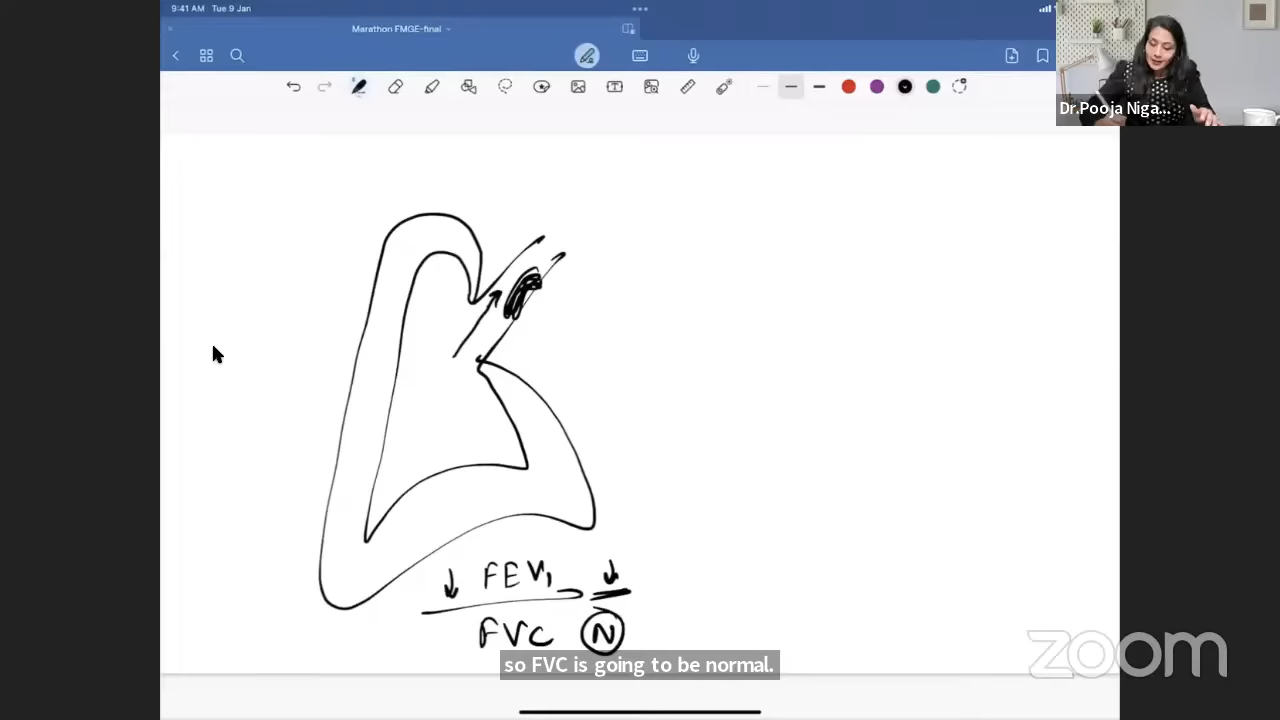 9:41 AM Tue 9 Jan
Marathon FMGE-final
Dr.Pooja Niga...
↓ FEV₁ ↓
FVC N
so FVC is going to be normal.
zoom